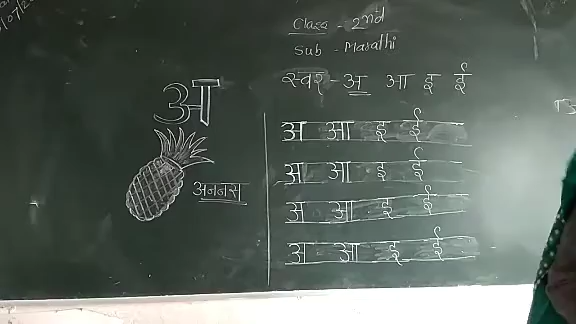 Class - 2nd
Sub - Marathi
स्वर - अ आ इ ई
अ
अननस
अ आ इ ई
अ आ इ ई
अ आ इ ई
अ आ इ ई